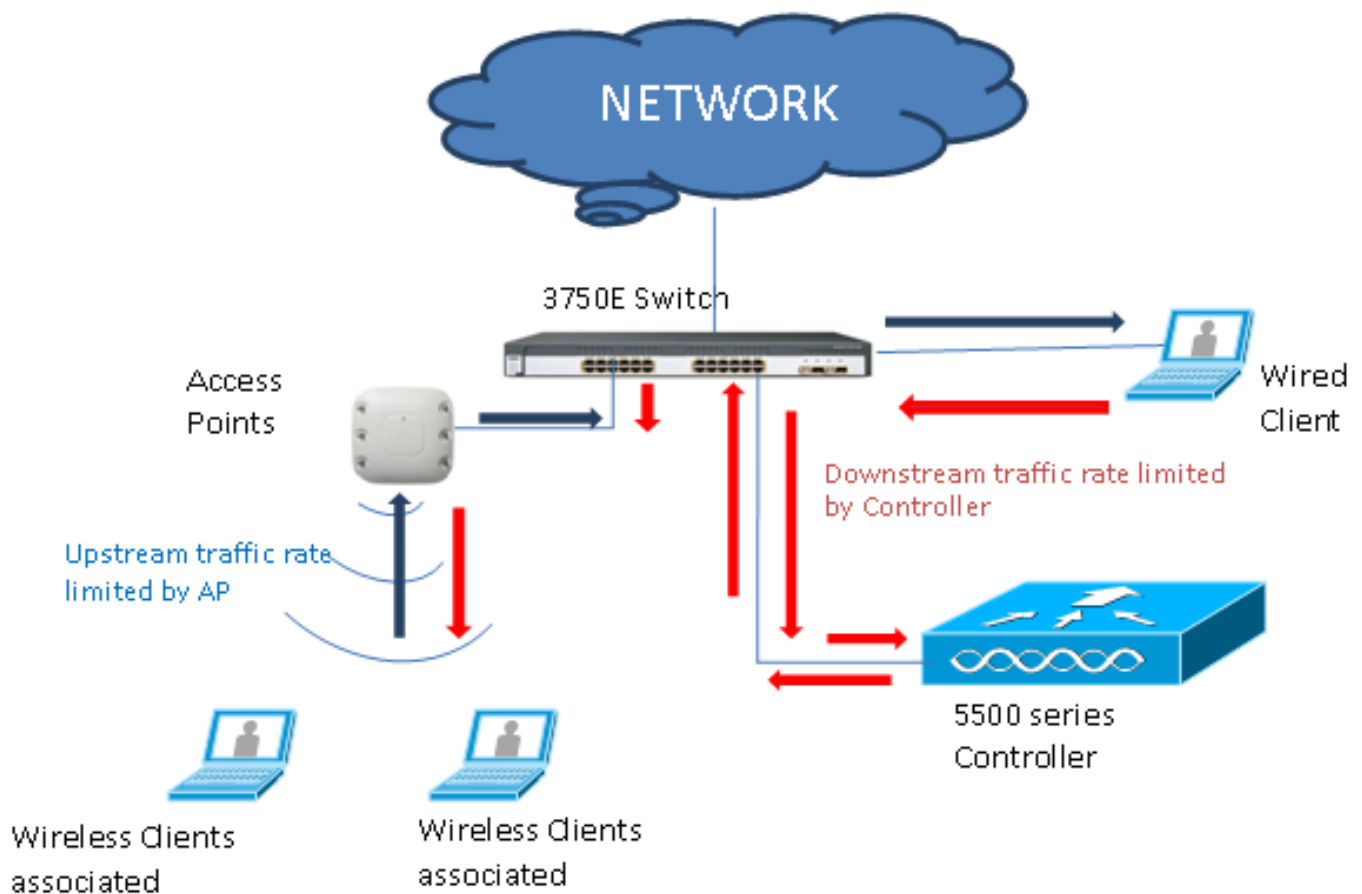 NETWORK
3750E Switch
Access
Points
Wired
Client
Downstream traffic rate limited
by Controller
Upstream traffic rate
limited by AP
5500 series
Controller
Wireless Clients
associated
Wireless Clients
associated